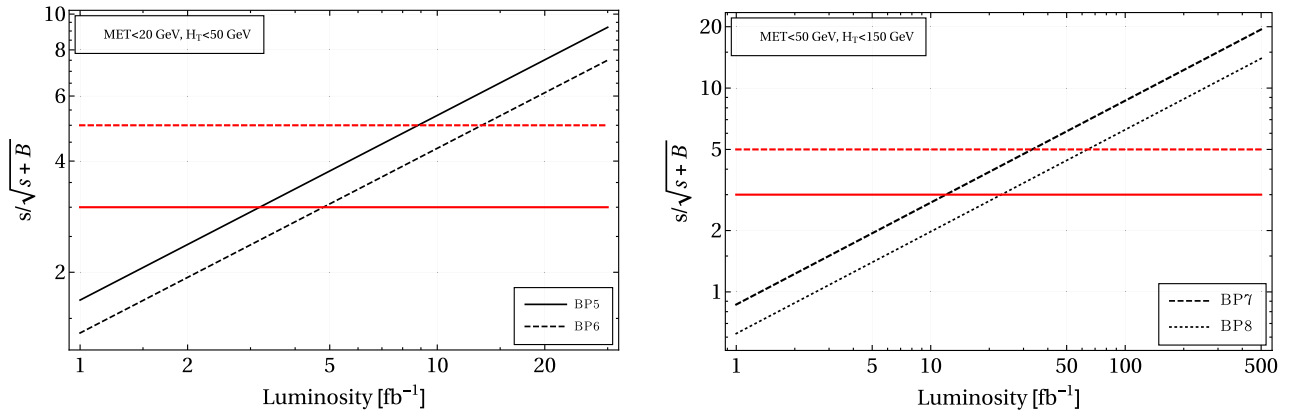 MET<20 GeV, H_T<50 GeV
10
8
6
4
2
s/√s + B
1
2
5
10
20
Luminosity [fb⁻¹]
BP5
BP6
MET<50 GeV, H_T<150 GeV
20
10
5
2
1
s/√s + B
1
5
10
50
100
500
Luminosity [fb⁻¹]
BP7
BP8